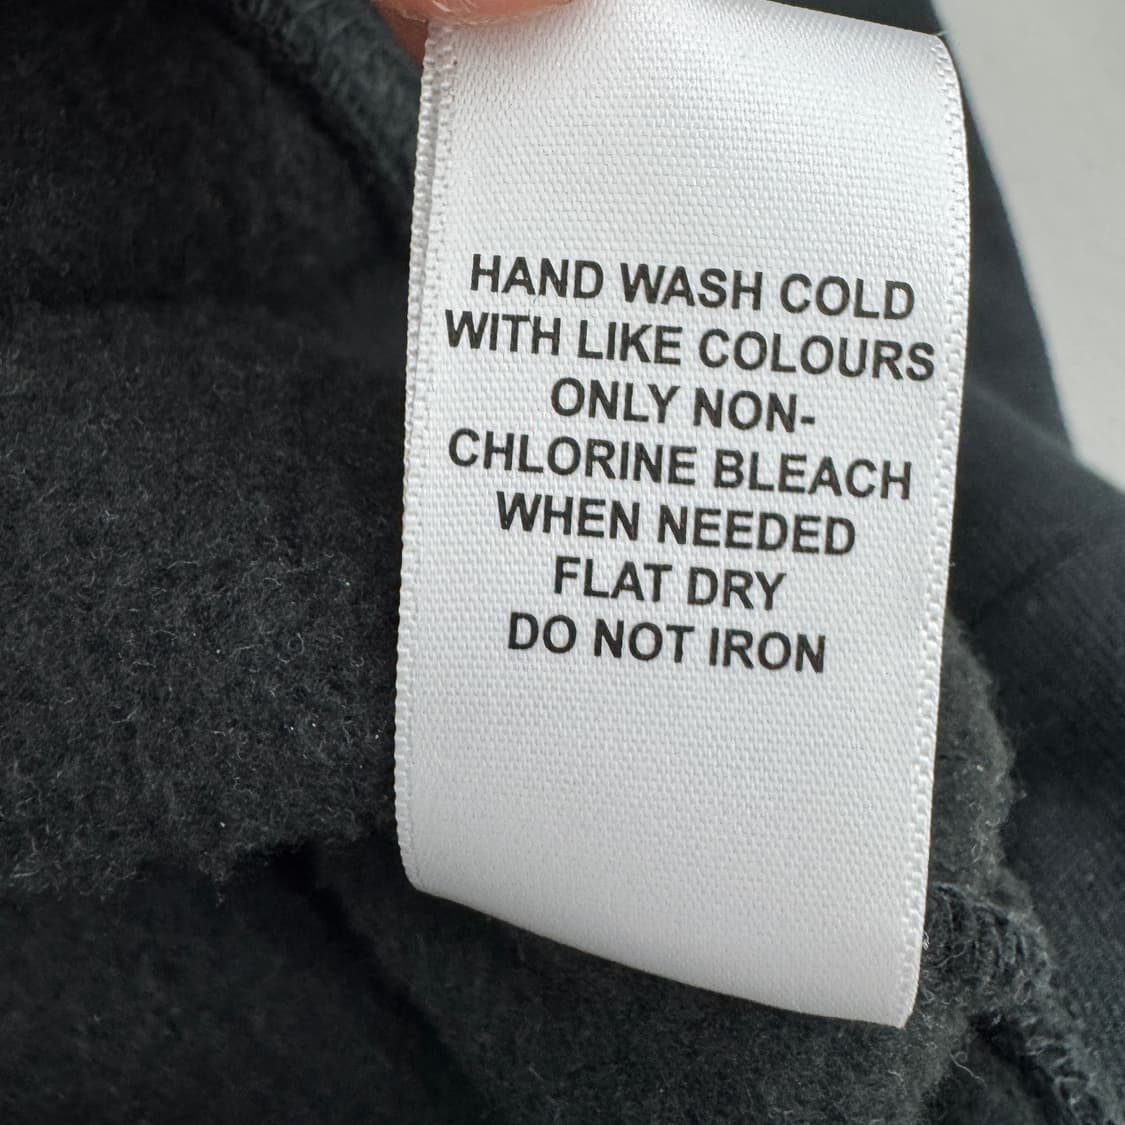 HAND WASH COLD
WITH LIKE COLOURS
ONLY NON-
CHLORINE BLEACH
WHEN NEEDED
FLAT DRY
DO NOT IRON